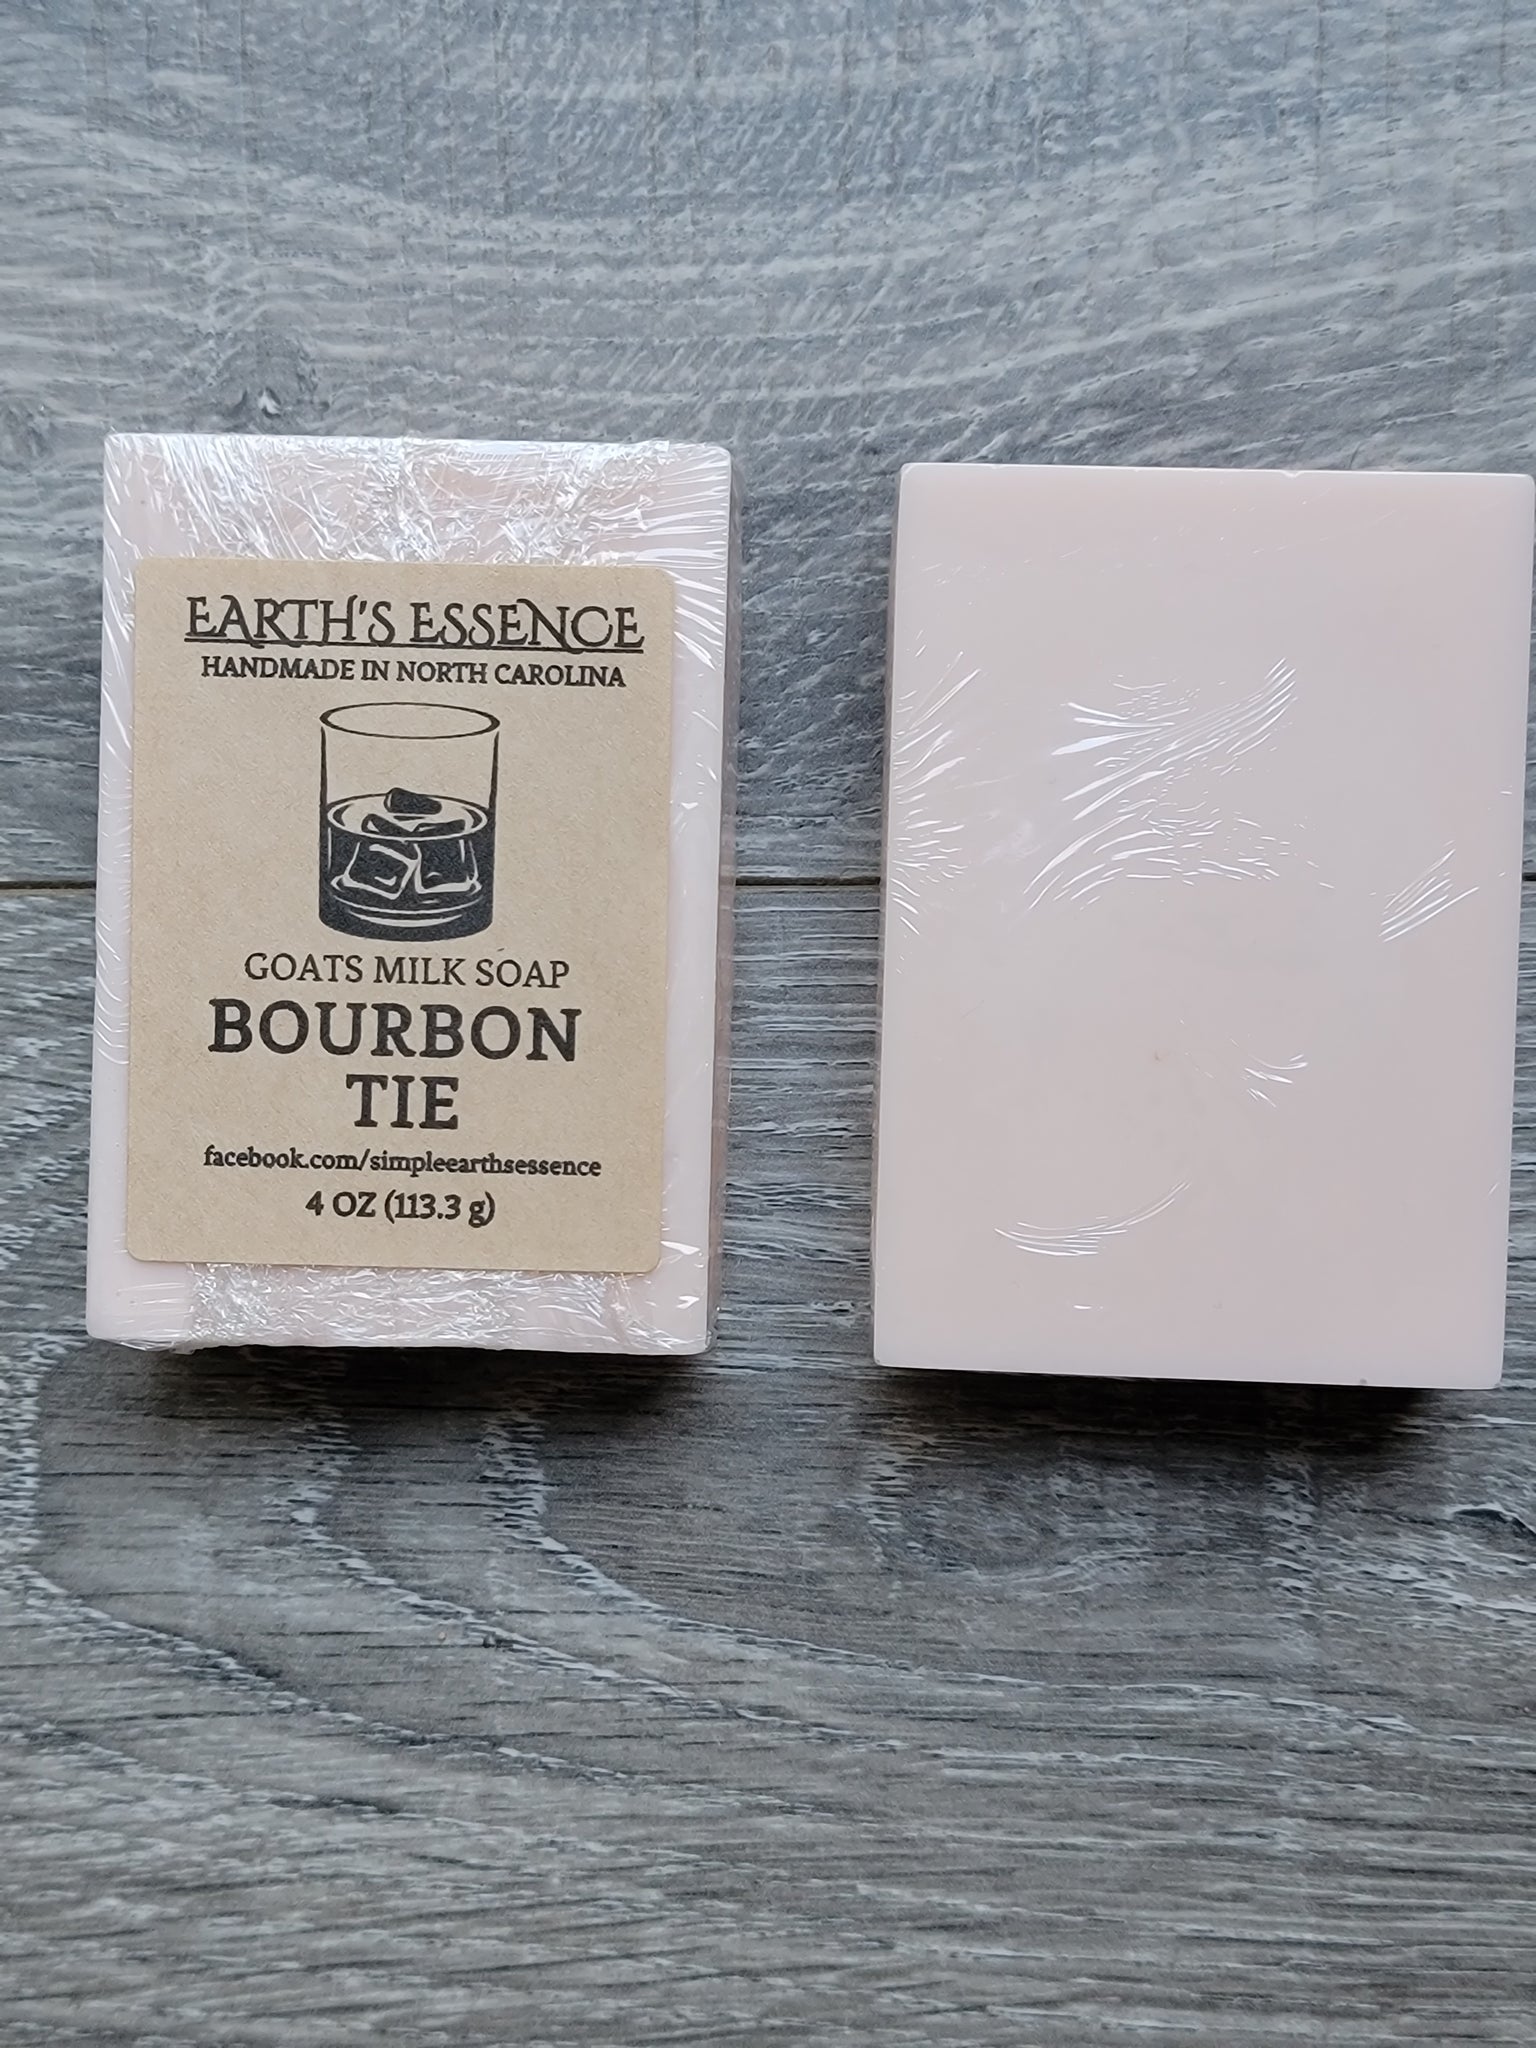 EARTH'S ESSENCE
HANDMADE IN NORTH CAROLINA
GOATS MILK SOAP
BOURBON
TIE
facebook.com/simpleearthsessence
4 OZ (113.3 g)